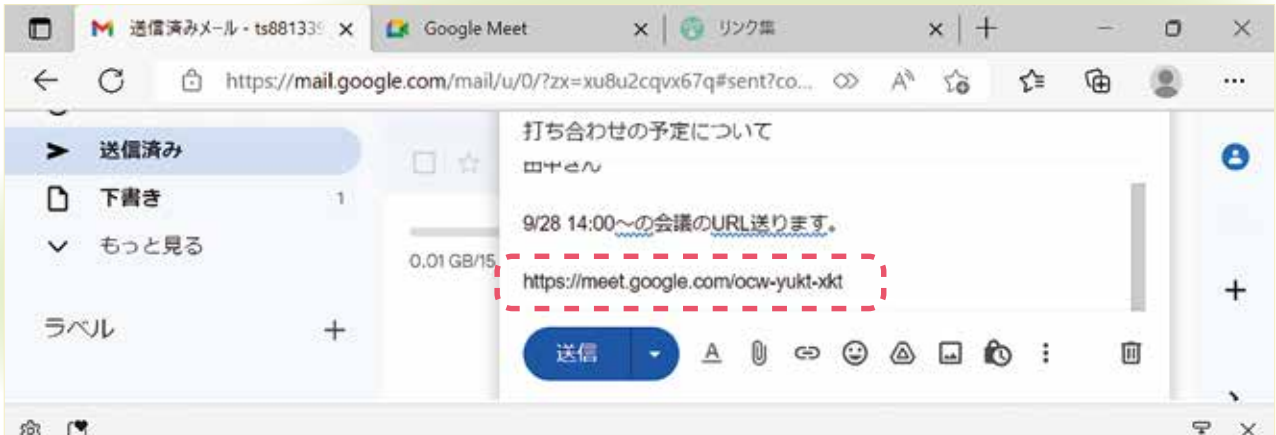 送信済みメール - ts881339
Google Meet
リンク集
https://mail.google.com/mail/u/0/?zx=xu8u2cqvx67q#sent?co...
送信済み
下書き 1
もっと見る
ラベル
0.01 GB/15
打ち合わせの予定について
田中さん
9/28 14:00～の会議のURL送ります。
https://meet.google.com/ocw-yukt-xkt
送信